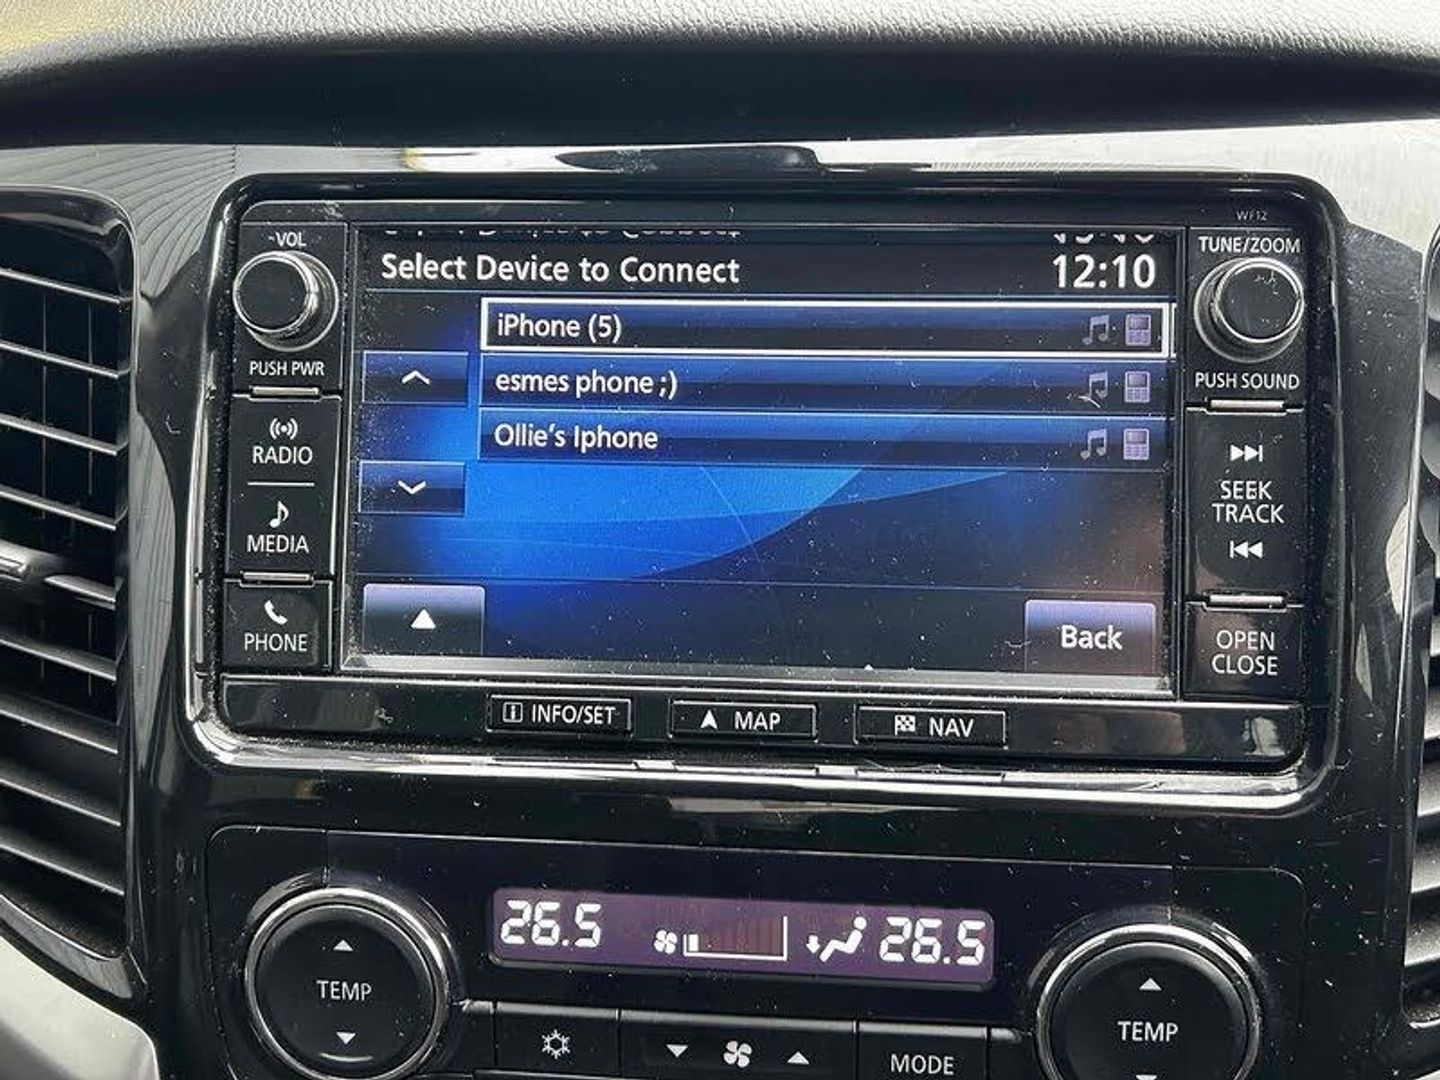 WF12
VOL
PUSH PWR
RADIO
MEDIA
PHONE
Select Device to Connect
12:10
iPhone (5)
esmes phone ;)
Ollie's Iphone
Back
TUNE/ZOOM
PUSH SOUND
SEEK
TRACK
OPEN
CLOSE
i INFO/SET
MAP
NAV
26.5
26.5
TEMP
MODE
TEMP